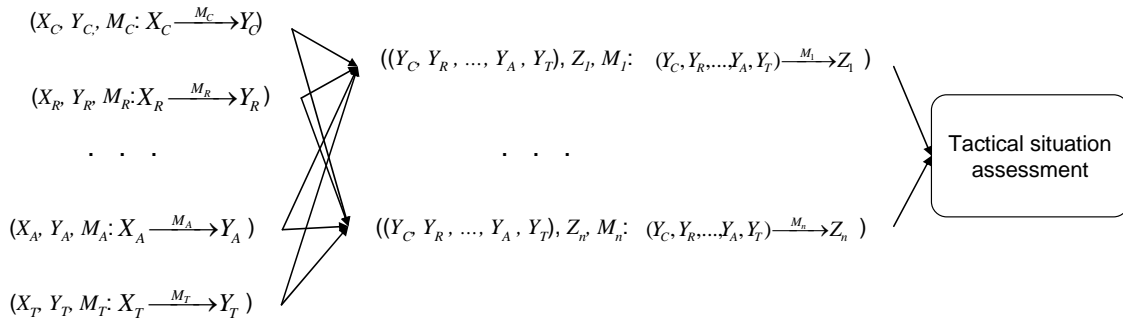 (X_C, Y_C,, M_C: X_C —M_C→ Y_C)
((Y_C, Y_R , ..., Y_A , Y_T), Z_1, M_1: (Y_C, Y_R,...,Y_A, Y_T) —M_1→ Z_1 )
(X_R, Y_R, M_R: X_R —M_R→ Y_R )
. . .
. . .
Tactical situation
assessment
(X_A, Y_A, M_A: X_A —M_A→ Y_A )
((Y_C, Y_R , ..., Y_A , Y_T), Z_n, M_n: (Y_C, Y_R,...,Y_A, Y_T) —M_n→ Z_n )
(X_T, Y_T, M_T: X_T —M_T→ Y_T )